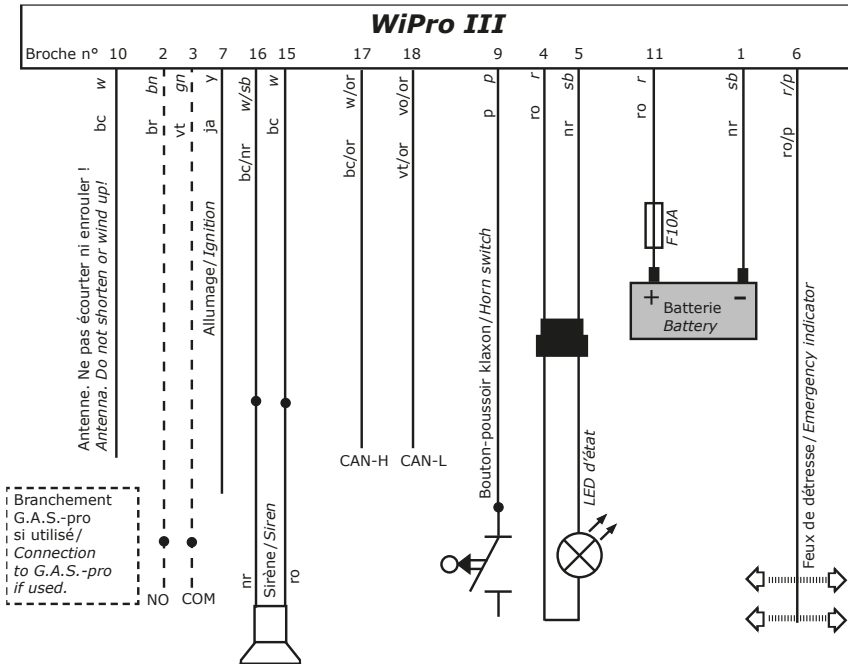 WiPro III
Broche n° 10 2 3 7 16 15 17 18 9 4 5 11 1 6
w bn gn y w/sb w w/or vo/or p r sb r sb r/p
bc br vt ja bc/nr bc bc/or vt/or p ro nr ro nr ro/p
Antenne. Ne pas écourter ni enrouler !
Antenna. Do not shorten or wind up!
Allumage/Ignition
Sirène/Siren
nr
ro
CAN-H CAN-L
Bouton-poussoir klaxon/Horn switch
LED d'état
F10A
+ -
Batterie
Battery
Feux de détresse/Emergency indicator
Branchement
G.A.S.-pro
si utilisé/
Connection
to G.A.S.-pro
if used.
NO COM